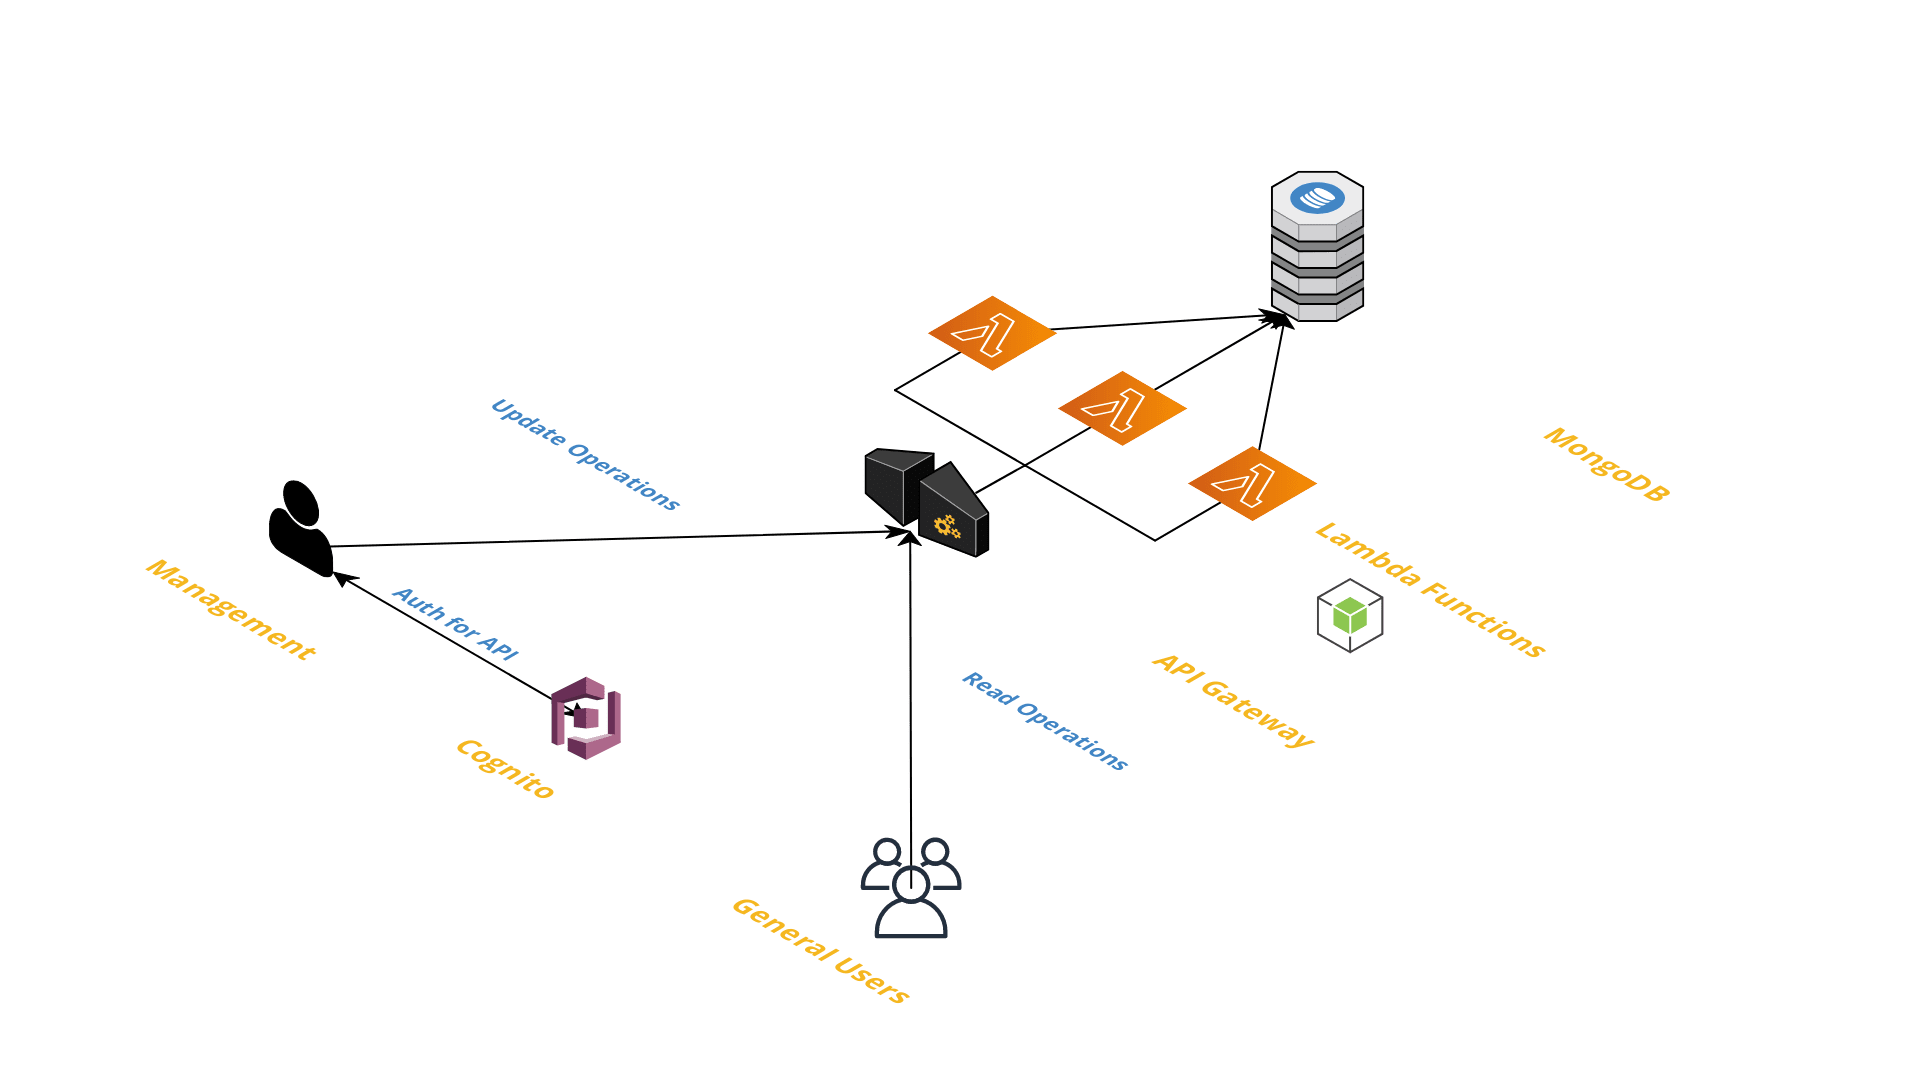 Update Operations
MongoDB
Management
Auth for API
Lambda Functions
API Gateway
Read Operations
Cognito
General Users